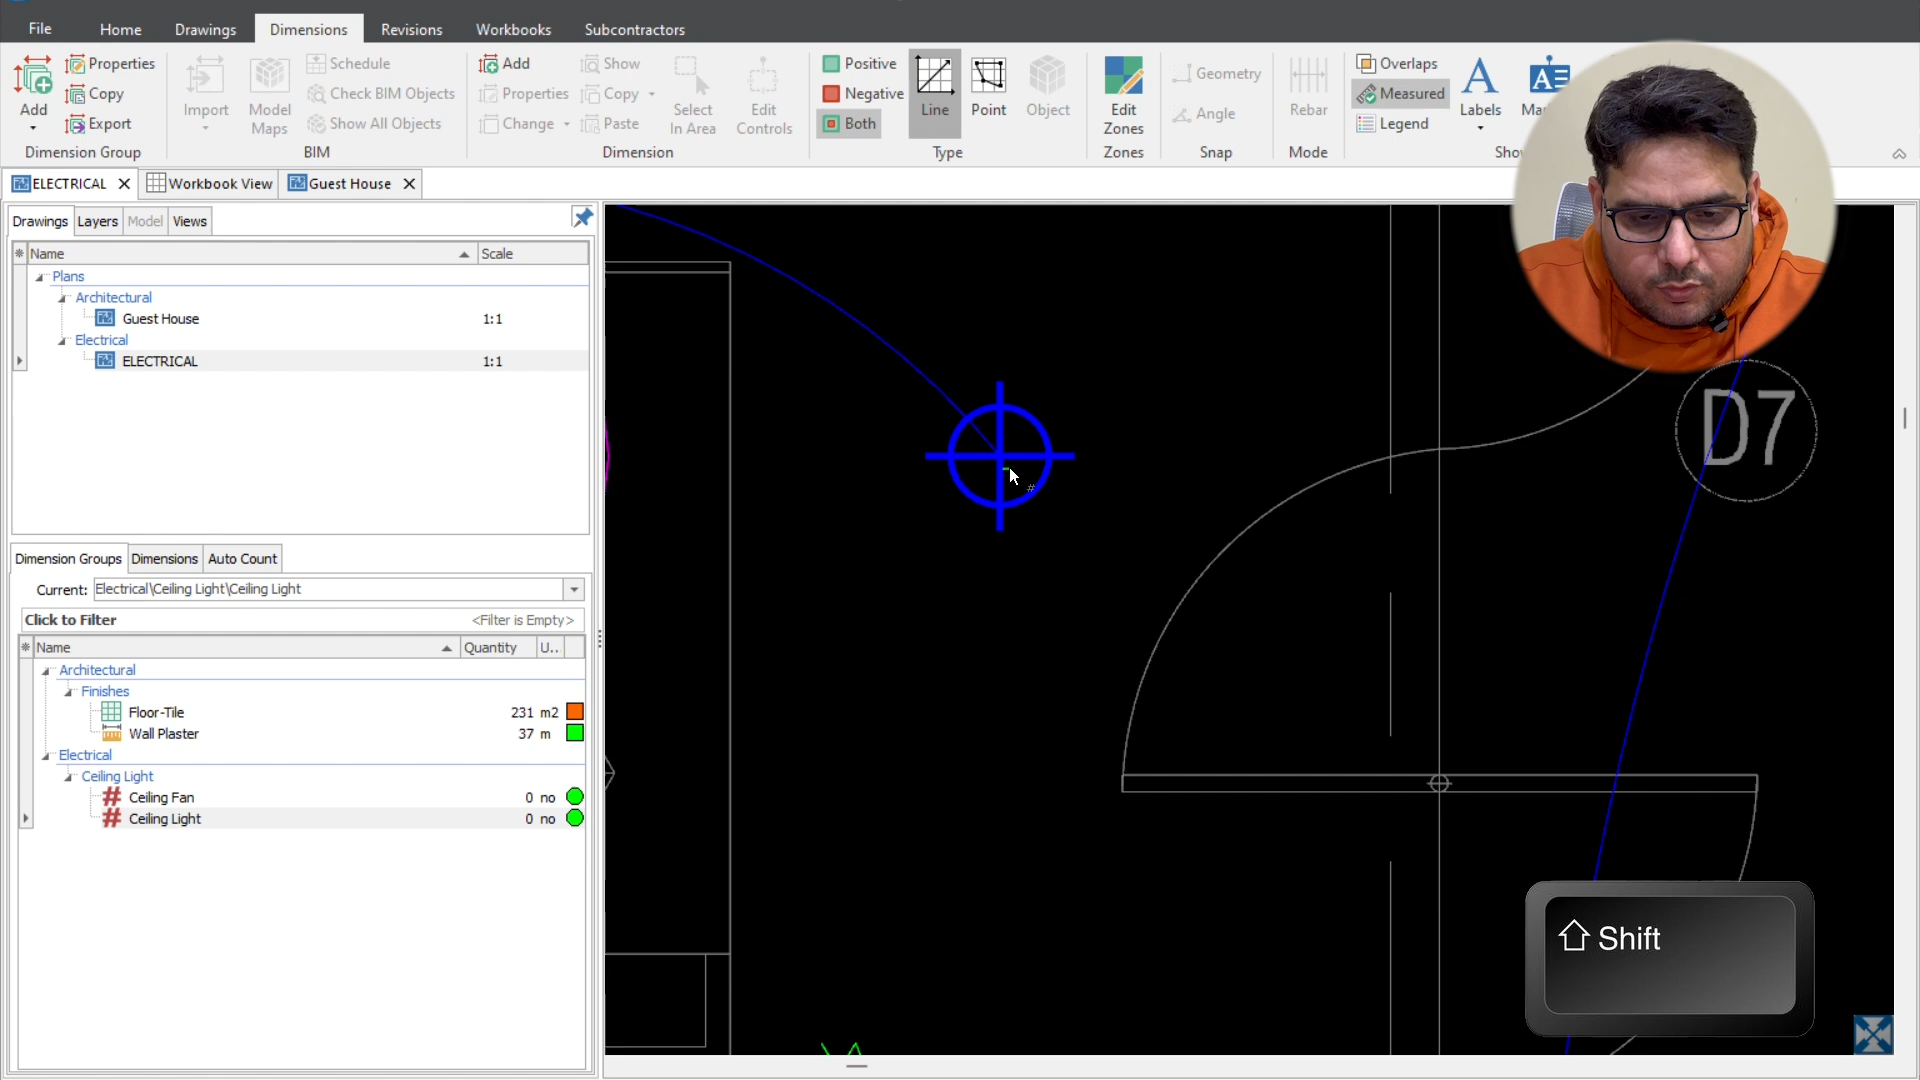 File
Home
Drawings
Dimensions
Revisions
Workbooks
Subcontractors
Add
Properties
Copy
Export
Dimension Group
Import
Model
Maps
Schedule
Check BIM Objects
Show All Objects
BIM
Add
Properties
Change
Show
Copy
Paste
Select
In Area
Edit
Controls
Dimension
Positive
Negative
Both
Line
Point
Object
Type
Edit
Zones
Zones
Geometry
Angle
Snap
Rebar
Mode
Overlaps
Measured
Legend
Labels
ELECTRICAL
Workbook View
Guest House
Drawings
Layers
Model
Views
Name
Scale
Plans
Architectural
Guest House 1:1
Electrical
ELECTRICAL 1:1
Dimension Groups
Dimensions
Auto Count
Current: Electrical\Ceiling Light\Ceiling Light
Click to Filter <Filter is Empty>
Name Quantity U..
Architectural
Finishes
Floor-Tile 231 m2
Wall Plaster 37 m
Electrical
Ceiling Light
# Ceiling Fan 0 no
# Ceiling Light 0 no
D7
Shift